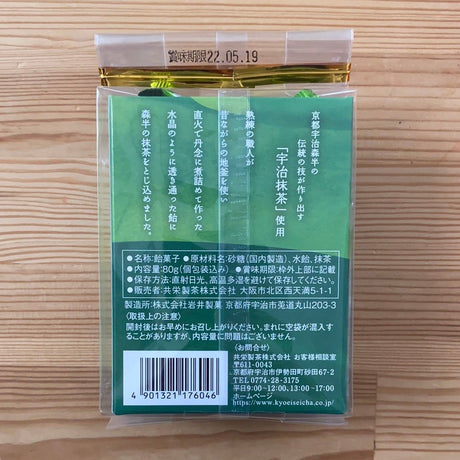 賞味期限22.05.19
京都宇治森半の
伝統の技が作り出す
「宇治抹茶」使用
熟練の職人が
昔ながらの地釜を使い
直火で丹念に煮詰めて作った
水晶のように透き通った飴に
森半の抹茶をとじ込めました。
●名称:飴菓子 ●原材料名:砂糖(国内製造)、水飴、抹茶
●内容量:80g(個包装込み) ●賞味期限:枠外上部に記載
●保存方法:直射日光、高温多湿を避けて保存してください。
●販売者:共栄製茶株式会社 大阪市北区西天満5-1-1
製造所:株式会社岩井製菓 京都府宇治市莵道丸山203-3
〈取扱上の注意〉
開封後はお早めにお召し上がりください。まれに空袋が混入す
ることがありますが、内容量に問題はございません。
〈お問合せ〉
共栄製茶株式会社 お客様相談室
〒611-0043
京都府宇治市伊勢田町砂田67-2
TEL 0774-28-3175
平日9:00~12:00、13:00~17:00
ホームページ
https://www.kyoeiseicha.co.jp/
4 901321 176046